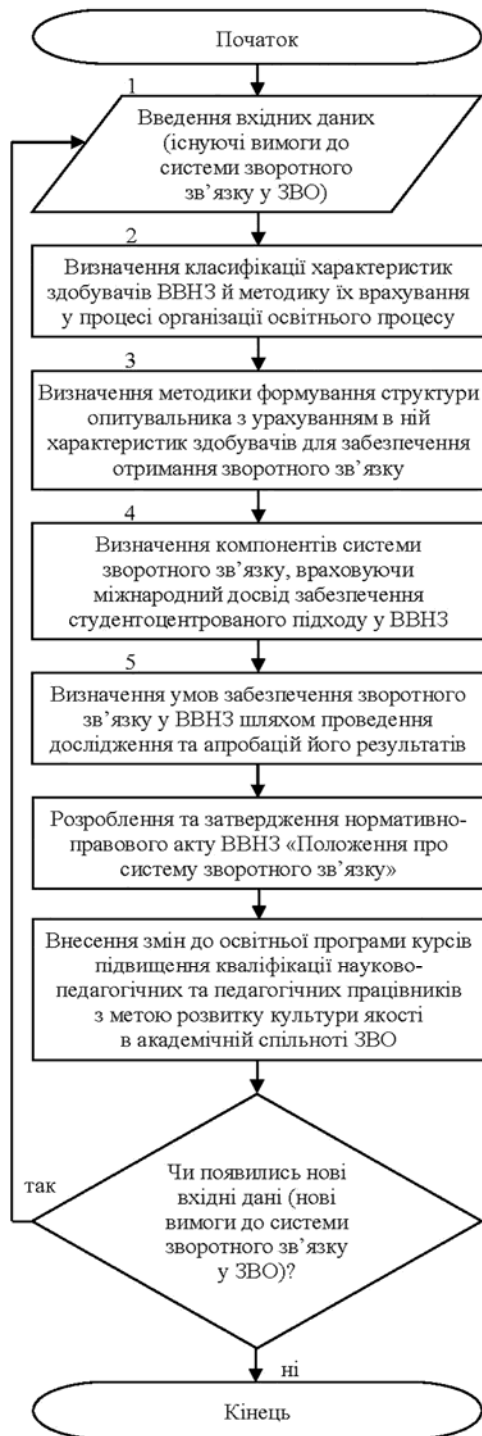 Початок
1
Введення вхідних даних
(існуючі вимоги до
системи зворотного
зв’язку у ЗВО)
2
Визначення класифікації характеристик
здобувачів ВВНЗ й методику їх врахування
у процесі організації освітнього процесу
3
Визначення методики формування структури
опитувальника з урахуванням в ній
характеристик здобувачів для забезпечення
отримання зворотного зв’язку
4
Визначення компонентів системи
зворотного зв’язку, враховуючи
міжнародний досвід забезпечення
студентоцентрованого підходу у ВВНЗ
5
Визначення умов забезпечення зворотного
зв’язку у ВВНЗ шляхом проведення
дослідження та апробацій його результатів
Розроблення та затвердження нормативно-
правового акту ВВНЗ «Положення про
систему зворотного зв’язку»
Внесення змін до освітньої програми курсів
підвищення кваліфікації науково-
педагогічних та педагогічних працівників
з метою розвитку культури якості
в академічній спільноті ЗВО
Чи появились нові
вхідні дані (нові
вимоги до системи
зворотного зв’язку
у ЗВО)?
так
ні
Кінець